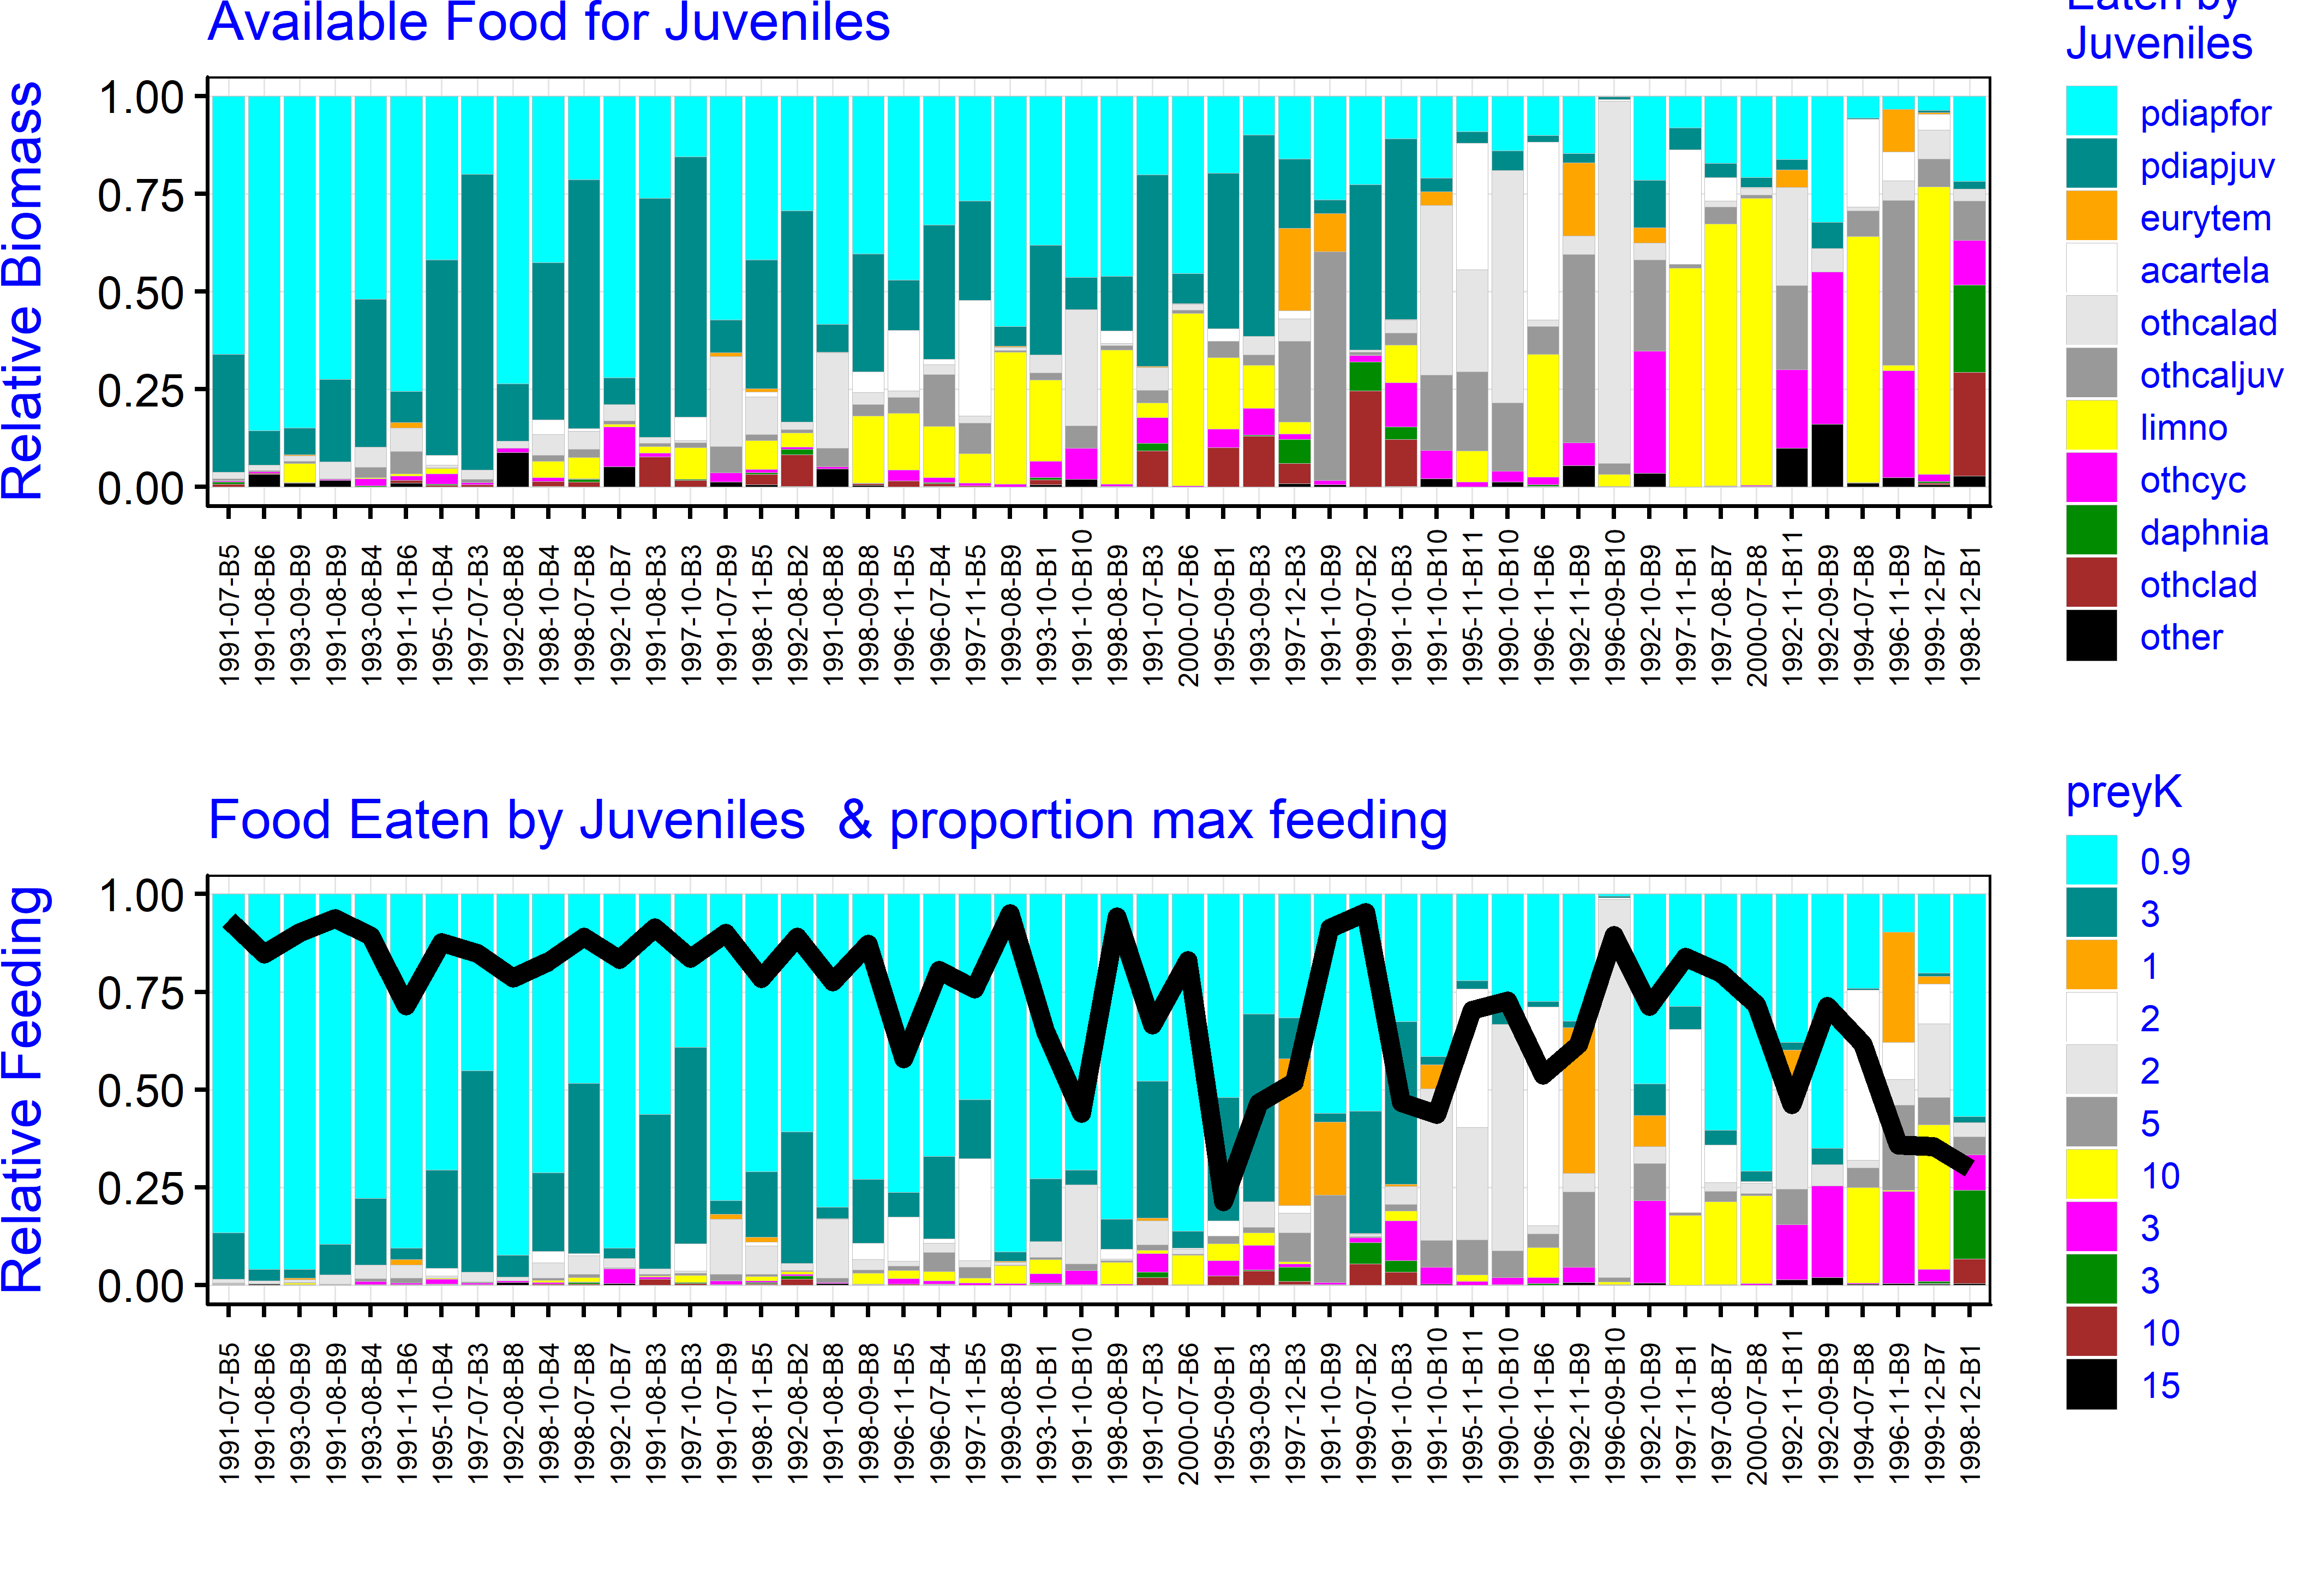 Available Food for Juveniles
Eaten by
Juveniles
Relative Biomass
1.00
0.75
0.50
0.25
0.00
pdiapfor
pdiapjuv
eurytem
acartela
othcalad
othcaljuv
limno
othcyc
daphnia
othclad
other
1991-07-B5
1991-08-B6
1993-09-B9
1991-08-B9
1993-08-B4
1991-11-B6
1995-10-B4
1997-07-B3
1992-08-B8
1998-10-B4
1998-07-B8
1992-10-B7
1991-08-B3
1997-10-B3
1991-07-B9
1998-11-B5
1992-08-B2
1991-08-B8
1998-09-B8
1996-11-B5
1996-07-B4
1997-11-B5
1999-08-B9
1993-10-B1
1991-10-B10
1998-08-B9
1991-07-B3
2000-07-B6
1995-09-B1
1993-09-B3
1997-12-B3
1991-10-B9
1999-07-B2
1991-10-B3
1991-10-B10
1995-11-B11
1990-10-B10
1996-11-B6
1992-11-B9
1996-09-B10
1992-10-B9
1997-11-B1
1997-08-B7
2000-07-B8
1992-11-B11
1992-09-B9
1994-07-B8
1996-11-B9
1999-12-B7
1998-12-B1
Food Eaten by Juveniles & proportion max feeding
Relative Feeding
1.00
0.75
0.50
0.25
0.00
preyK
0.9
3
1
2
2
5
10
3
3
10
15
1991-07-B5
1991-08-B6
1993-09-B9
1991-08-B9
1993-08-B4
1991-11-B6
1995-10-B4
1997-07-B3
1992-08-B8
1998-10-B4
1998-07-B8
1992-10-B7
1991-08-B3
1997-10-B3
1991-07-B9
1998-11-B5
1992-08-B2
1991-08-B8
1998-09-B8
1996-11-B5
1996-07-B4
1997-11-B5
1999-08-B9
1993-10-B1
1991-10-B10
1998-08-B9
1991-07-B3
2000-07-B6
1995-09-B1
1993-09-B3
1997-12-B3
1991-10-B9
1999-07-B2
1991-10-B3
1991-10-B10
1995-11-B11
1990-10-B10
1996-11-B6
1992-11-B9
1996-09-B10
1992-10-B9
1997-11-B1
1997-08-B7
2000-07-B8
1992-11-B11
1992-09-B9
1994-07-B8
1996-11-B9
1999-12-B7
1998-12-B1